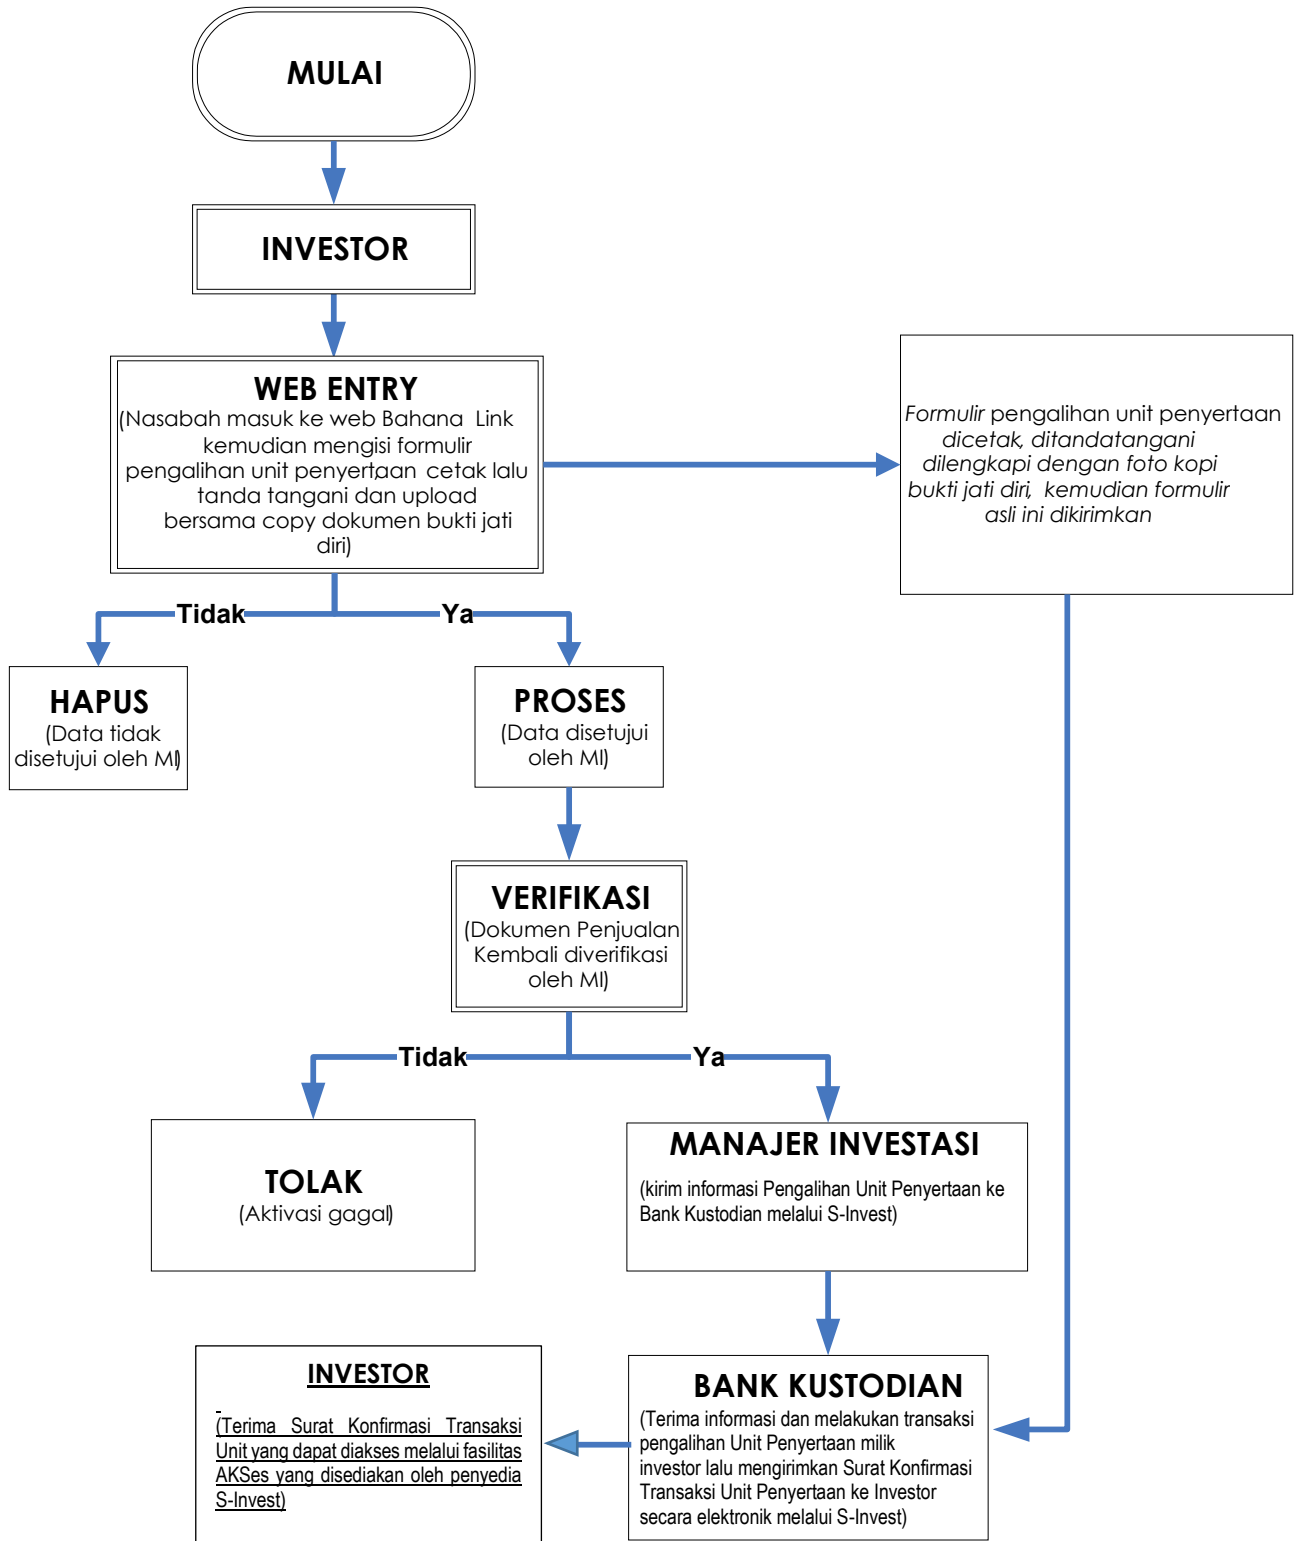 MULAI
INVESTOR
WEB ENTRY
(Nasabah masuk ke web Bahana Link
kemudian mengisi formulir
pengalihan unit penyertaan, cetak lalu
tanda tangani dan upload
bersama copy dokumen bukti jati
diri)
Formulir pengalihan unit penyertaan
dicetak, ditandatangani
dilengkapi dengan foto kopi
bukti jati diri, kemudian formulir
asli ini dikirimkan
Tidak
Ya
HAPUS
(Data tidak
disetujui oleh MI)
PROSES
(Data disetujui
oleh MI)
VERIFIKASI
(Dokumen Penjualan
Kembali diverifikasi
oleh MI)
Tidak
Ya
TOLAK
(Aktivasi gagal)
MANAJER INVESTASI
(kirim informasi Pengalihan Unit Penyertaan ke
Bank Kustodian melalui S-Invest)
INVESTOR
(Terima Surat Konfirmasi Transaksi
Unit yang dapat diakses melalui fasilitas
AKSes yang disediakan oleh penyedia
S-Invest)
BANK KUSTODIAN
(Terima informasi dan melakukan transaksi
pengalihan Unit Penyertaan milik
investor lalu mengirimkan Surat Konfirmasi
Transaksi Unit Penyertaan ke Investor
secara elektronik melalui S-Invest)